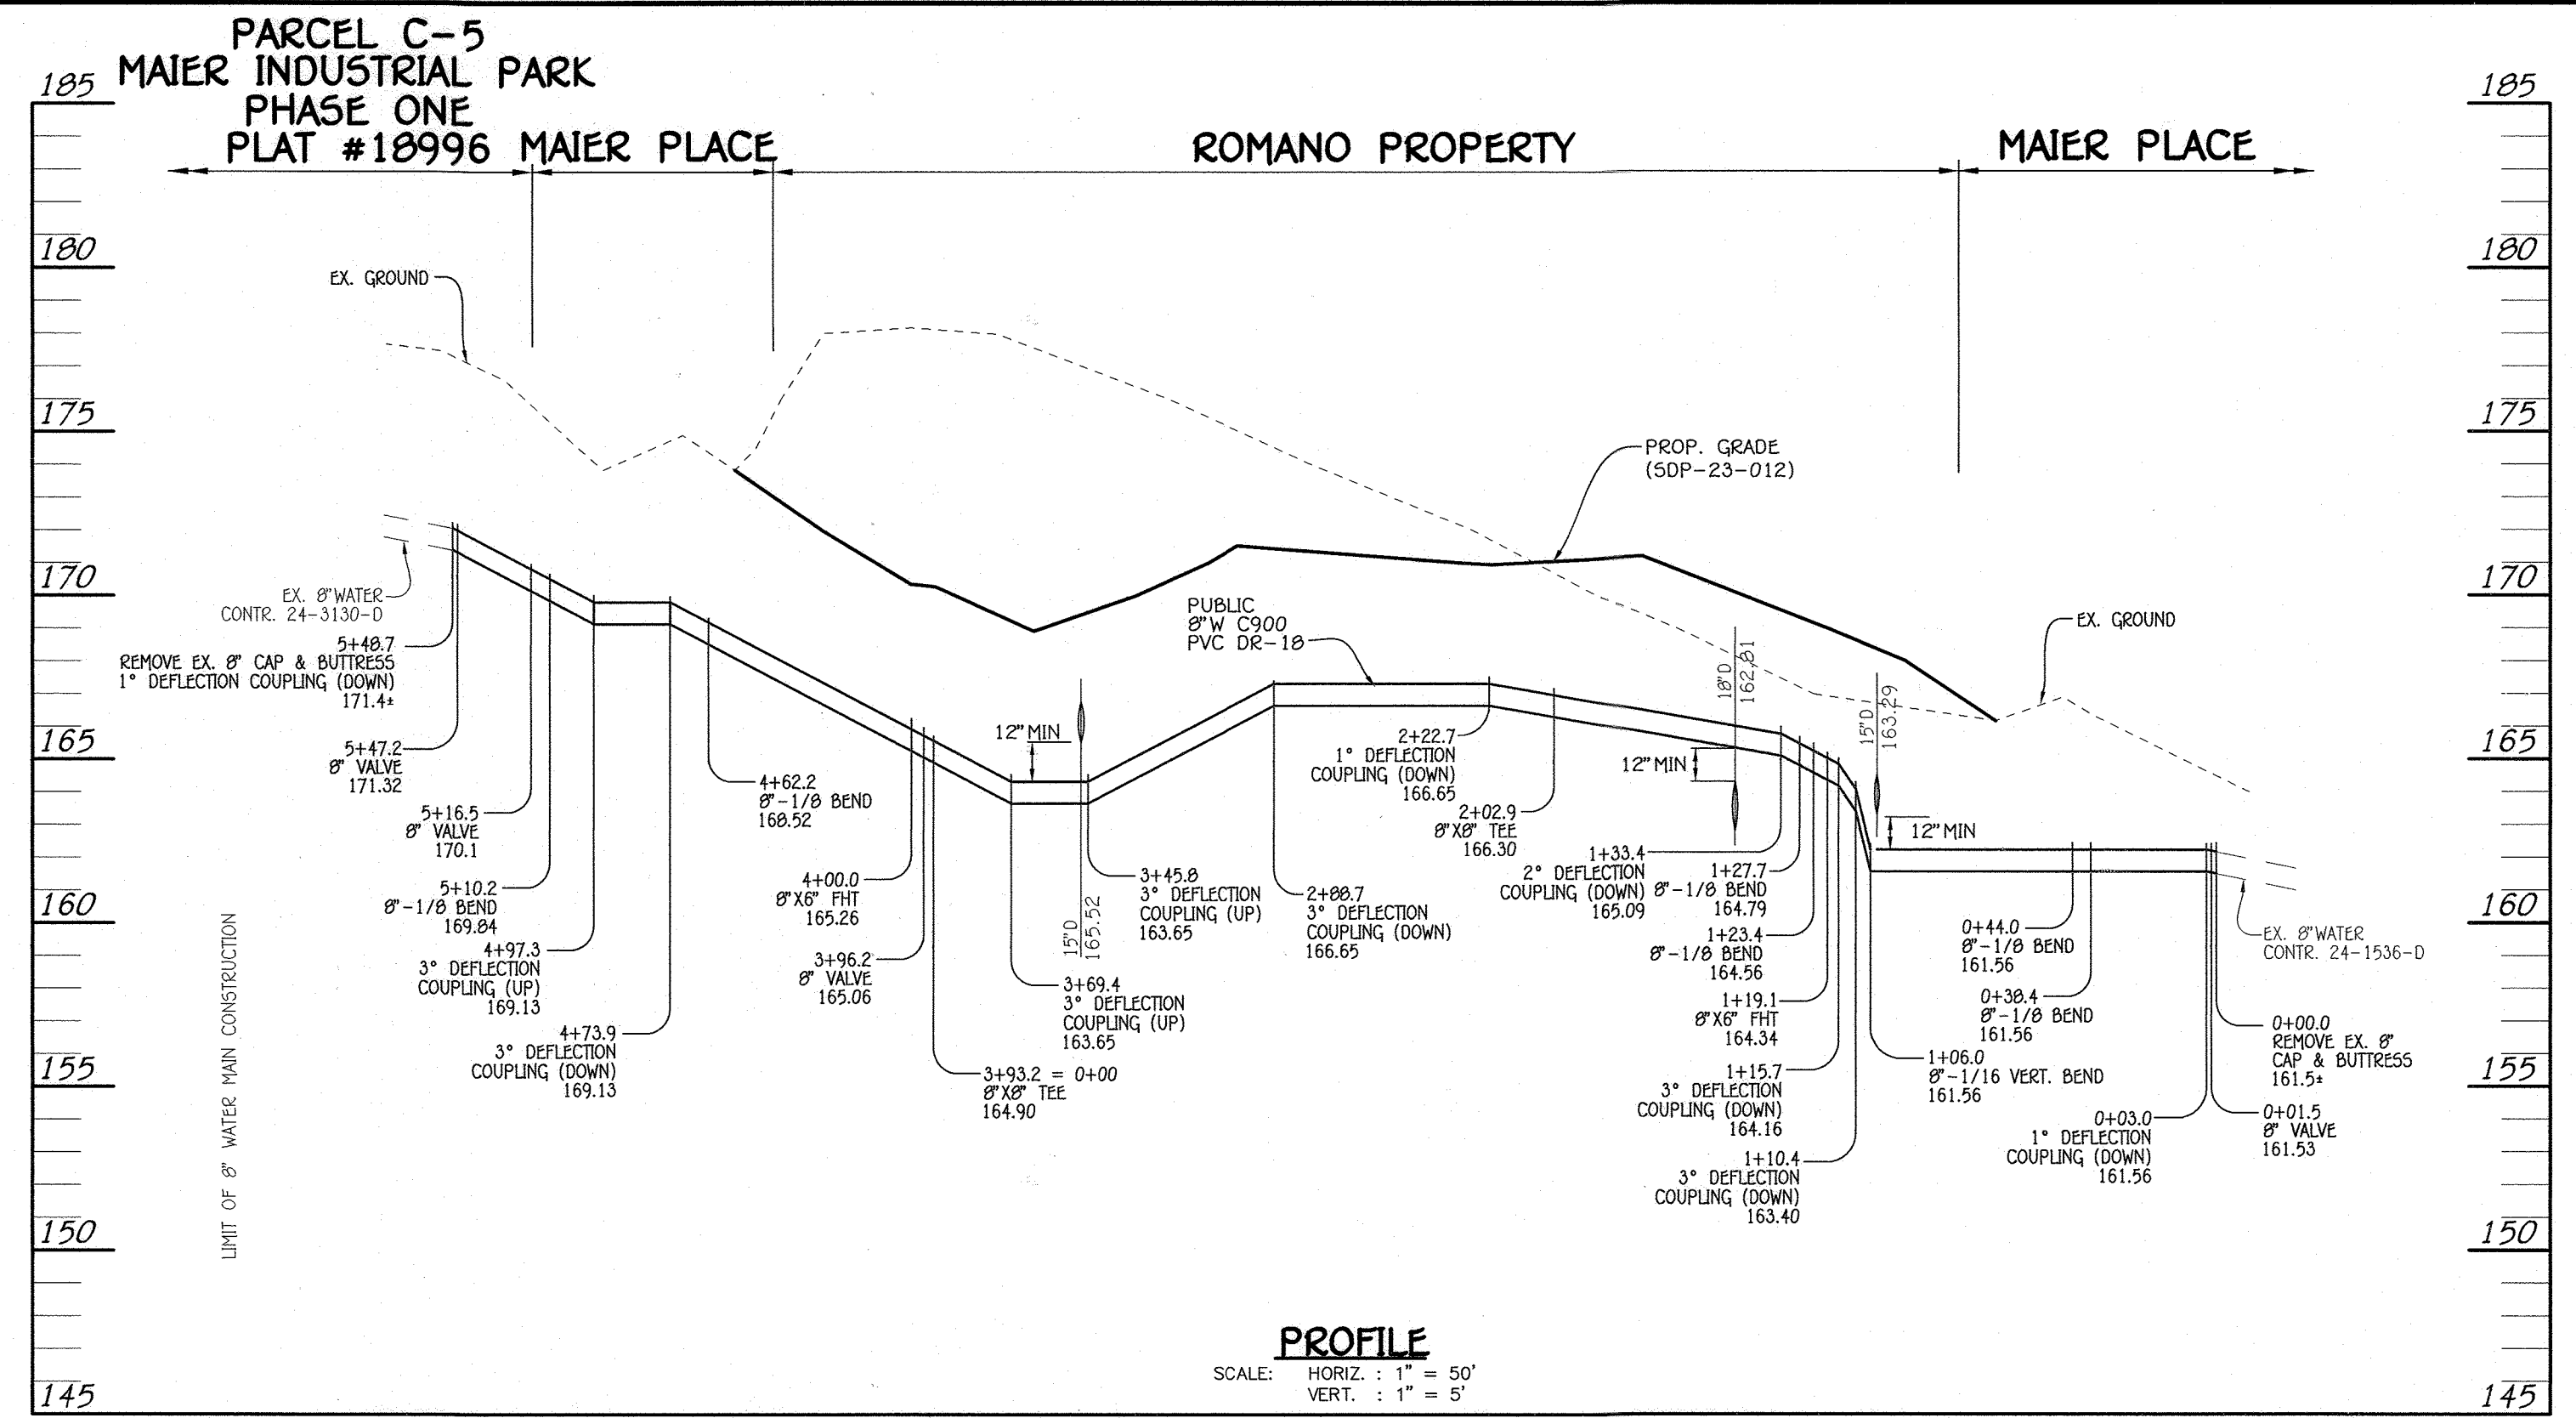 PARCEL C-5
MAIER INDUSTRIAL PARK
PHASE ONE
PLAT #18996
MAIER PLACE
ROMANO PROPERTY
MAIER PLACE
185
180
175
170
165
160
155
150
145
185
180
175
170
165
160
155
150
145
EX. GROUND
PROP. GRADE
(SDP-23-012)
EX. GROUND
EX. 8"WATER
CONTR. 24-3130-D
5+48.7
REMOVE EX. 8" CAP & BUTTRESS
1° DEFLECTION COUPLING (DOWN)
171.4±
5+47.2
8" VALVE
171.32
5+16.5
8" VALVE
170.1
5+10.2
8"-1/8 BEND
169.84
4+97.3
3° DEFLECTION
COUPLING (UP)
169.13
4+73.9
3° DEFLECTION
COUPLING (DOWN)
169.13
4+62.2
8"-1/8 BEND
168.52
4+00.0
8"X6" FHT
165.26
3+96.2
8" VALVE
165.06
3+93.2 = 0+00
8"X8" TEE
164.90
12" MIN
15"D
165.52
3+69.4
3° DEFLECTION
COUPLING (UP)
163.65
3+45.8
3° DEFLECTION
COUPLING (UP)
163.65
PUBLIC
8"W C900
PVC DR-18
2+88.7
3° DEFLECTION
COUPLING (DOWN)
166.65
2+22.7
1° DEFLECTION
COUPLING (DOWN)
166.65
2+02.9
8"X8" TEE
166.30
18"D
162.81
12" MIN
1+33.4
2° DEFLECTION
COUPLING (DOWN)
165.09
1+27.7
8"-1/8 BEND
164.79
1+23.4
8"-1/8 BEND
164.56
1+19.1
8"X6" FHT
164.34
1+15.7
3° DEFLECTION
COUPLING (DOWN)
164.16
1+10.4
3° DEFLECTION
COUPLING (DOWN)
163.40
15"D
163.29
12" MIN
1+06.0
8"-1/16 VERT. BEND
161.56
0+44.0
8"-1/8 BEND
161.56
0+38.4
8"-1/8 BEND
161.56
0+03.0
1° DEFLECTION
COUPLING (DOWN)
161.56
0+01.5
8" VALVE
161.53
0+00.0
REMOVE EX. 8"
CAP & BUTTRESS
161.5±
EX. 8"WATER
CONTR. 24-1536-D
LIMIT OF 8" WATER MAIN CONSTRUCTION
PROFILE
SCALE: HORIZ. : 1" = 50'
VERT. : 1" = 5'